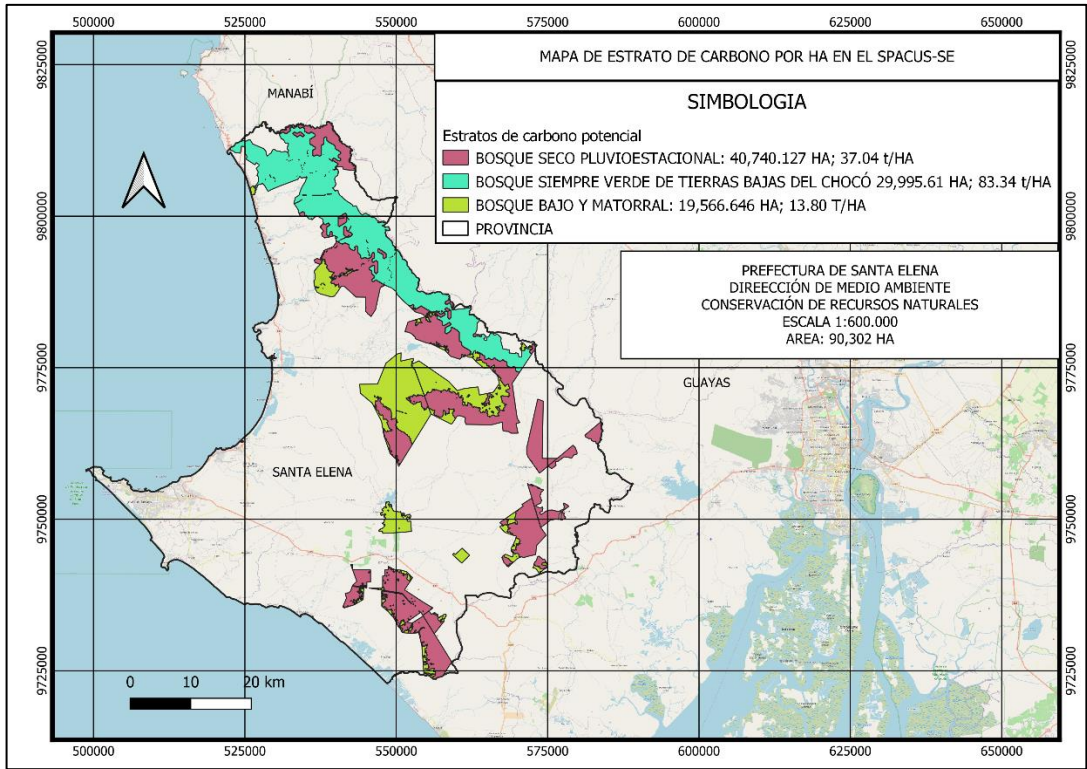 500000 525000 550000 575000 600000 625000 650000
9825000 9825000
MAPA DE ESTRATO DE CARBONO POR HA EN EL SPACUS-SE
SIMBOLOGIA
Estratos de carbono potencial
BOSQUE SECO PLUVIOESTACIONAL: 40,740.127 HA; 37.04 t/HA
BOSQUE SIEMPRE VERDE DE TIERRAS BAJAS DEL CHOCÓ 29,995.61 HA; 83.34 t/HA
BOSQUE BAJO Y MATORRAL: 19,566.646 HA; 13.80 T/HA
PROVINCIA
MANABÍ
9800000 9800000
PREFECTURA DE SANTA ELENA
DIREECIÓN DE MEDIO AMBIENTE
CONSERVACIÓN DE RECURSOS NATURALES
ESCALA 1:600.000
AREA: 90,302 HA
9775000 9775000
GUAYAS
SANTA ELENA
9750000 9750000
9725000 9725000
0 10 20 km
500000 525000 550000 575000 600000 625000 650000